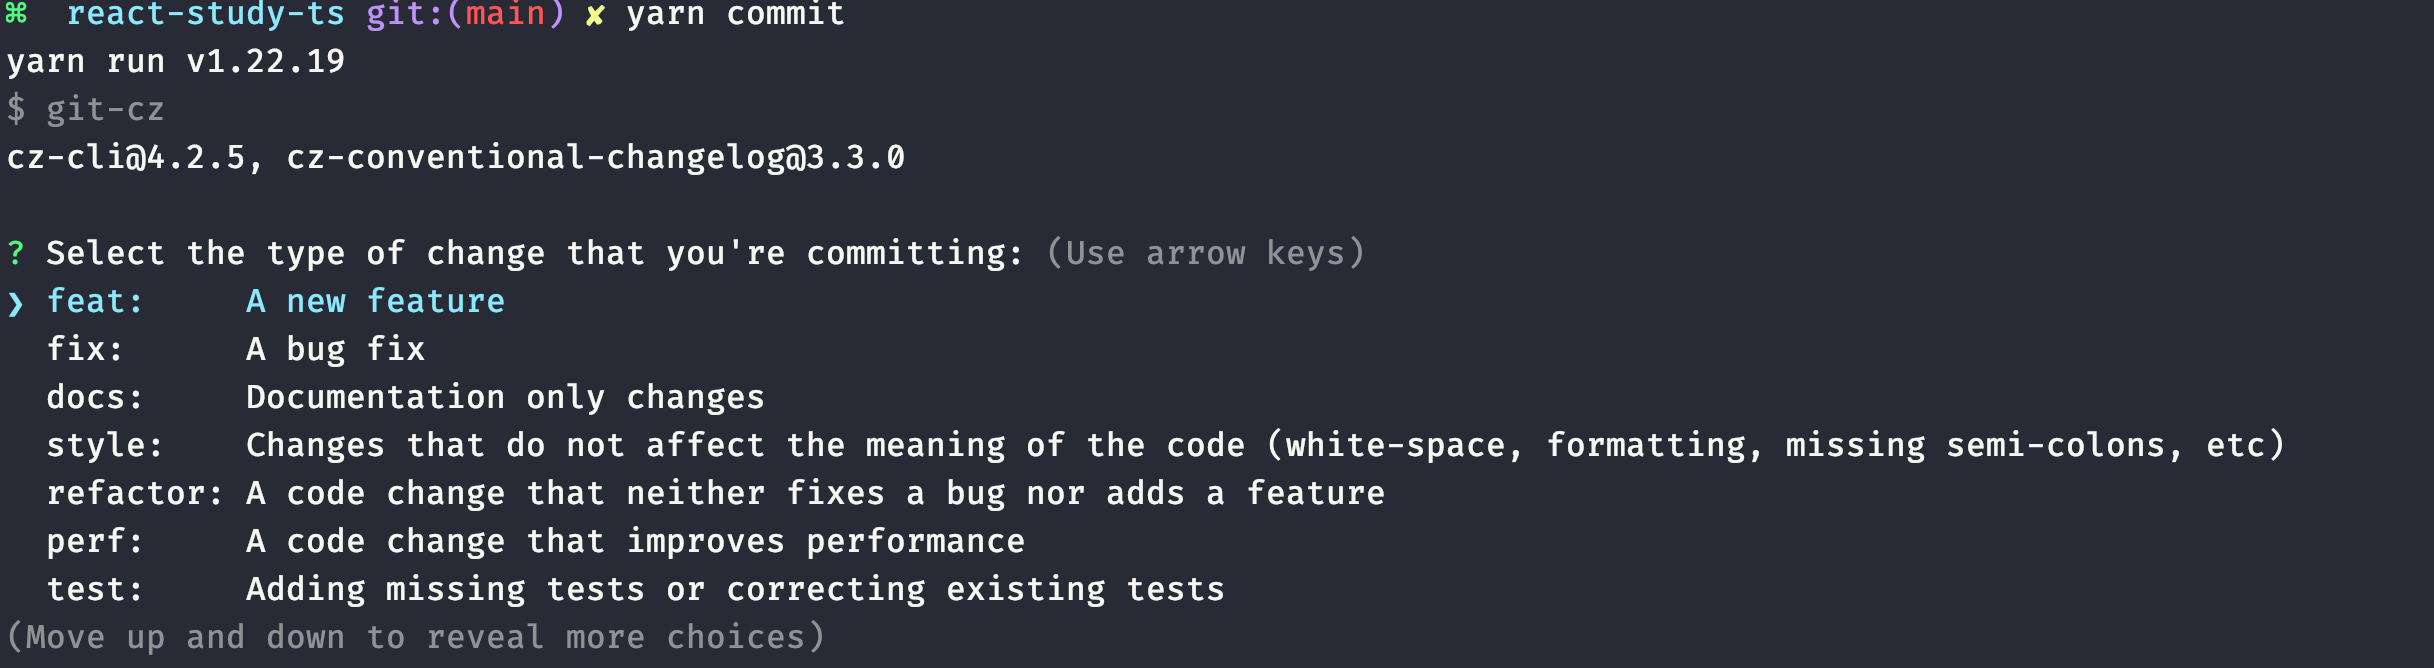 ⌘  react-study-ts git:(main) ✘ yarn commit
yarn run v1.22.19
$ git-cz
cz-cli@4.2.5, cz-conventional-changelog@3.3.0
? Select the type of change that you're committing: (Use arrow keys)
❯ feat:     A new feature
  fix:      A bug fix
  docs:     Documentation only changes
  style:    Changes that do not affect the meaning of the code (white-space, formatting, missing semi-colons, etc)
  refactor: A code change that neither fixes a bug nor adds a feature
  perf:     A code change that improves performance
  test:     Adding missing tests or correcting existing tests
(Move up and down to reveal more choices)